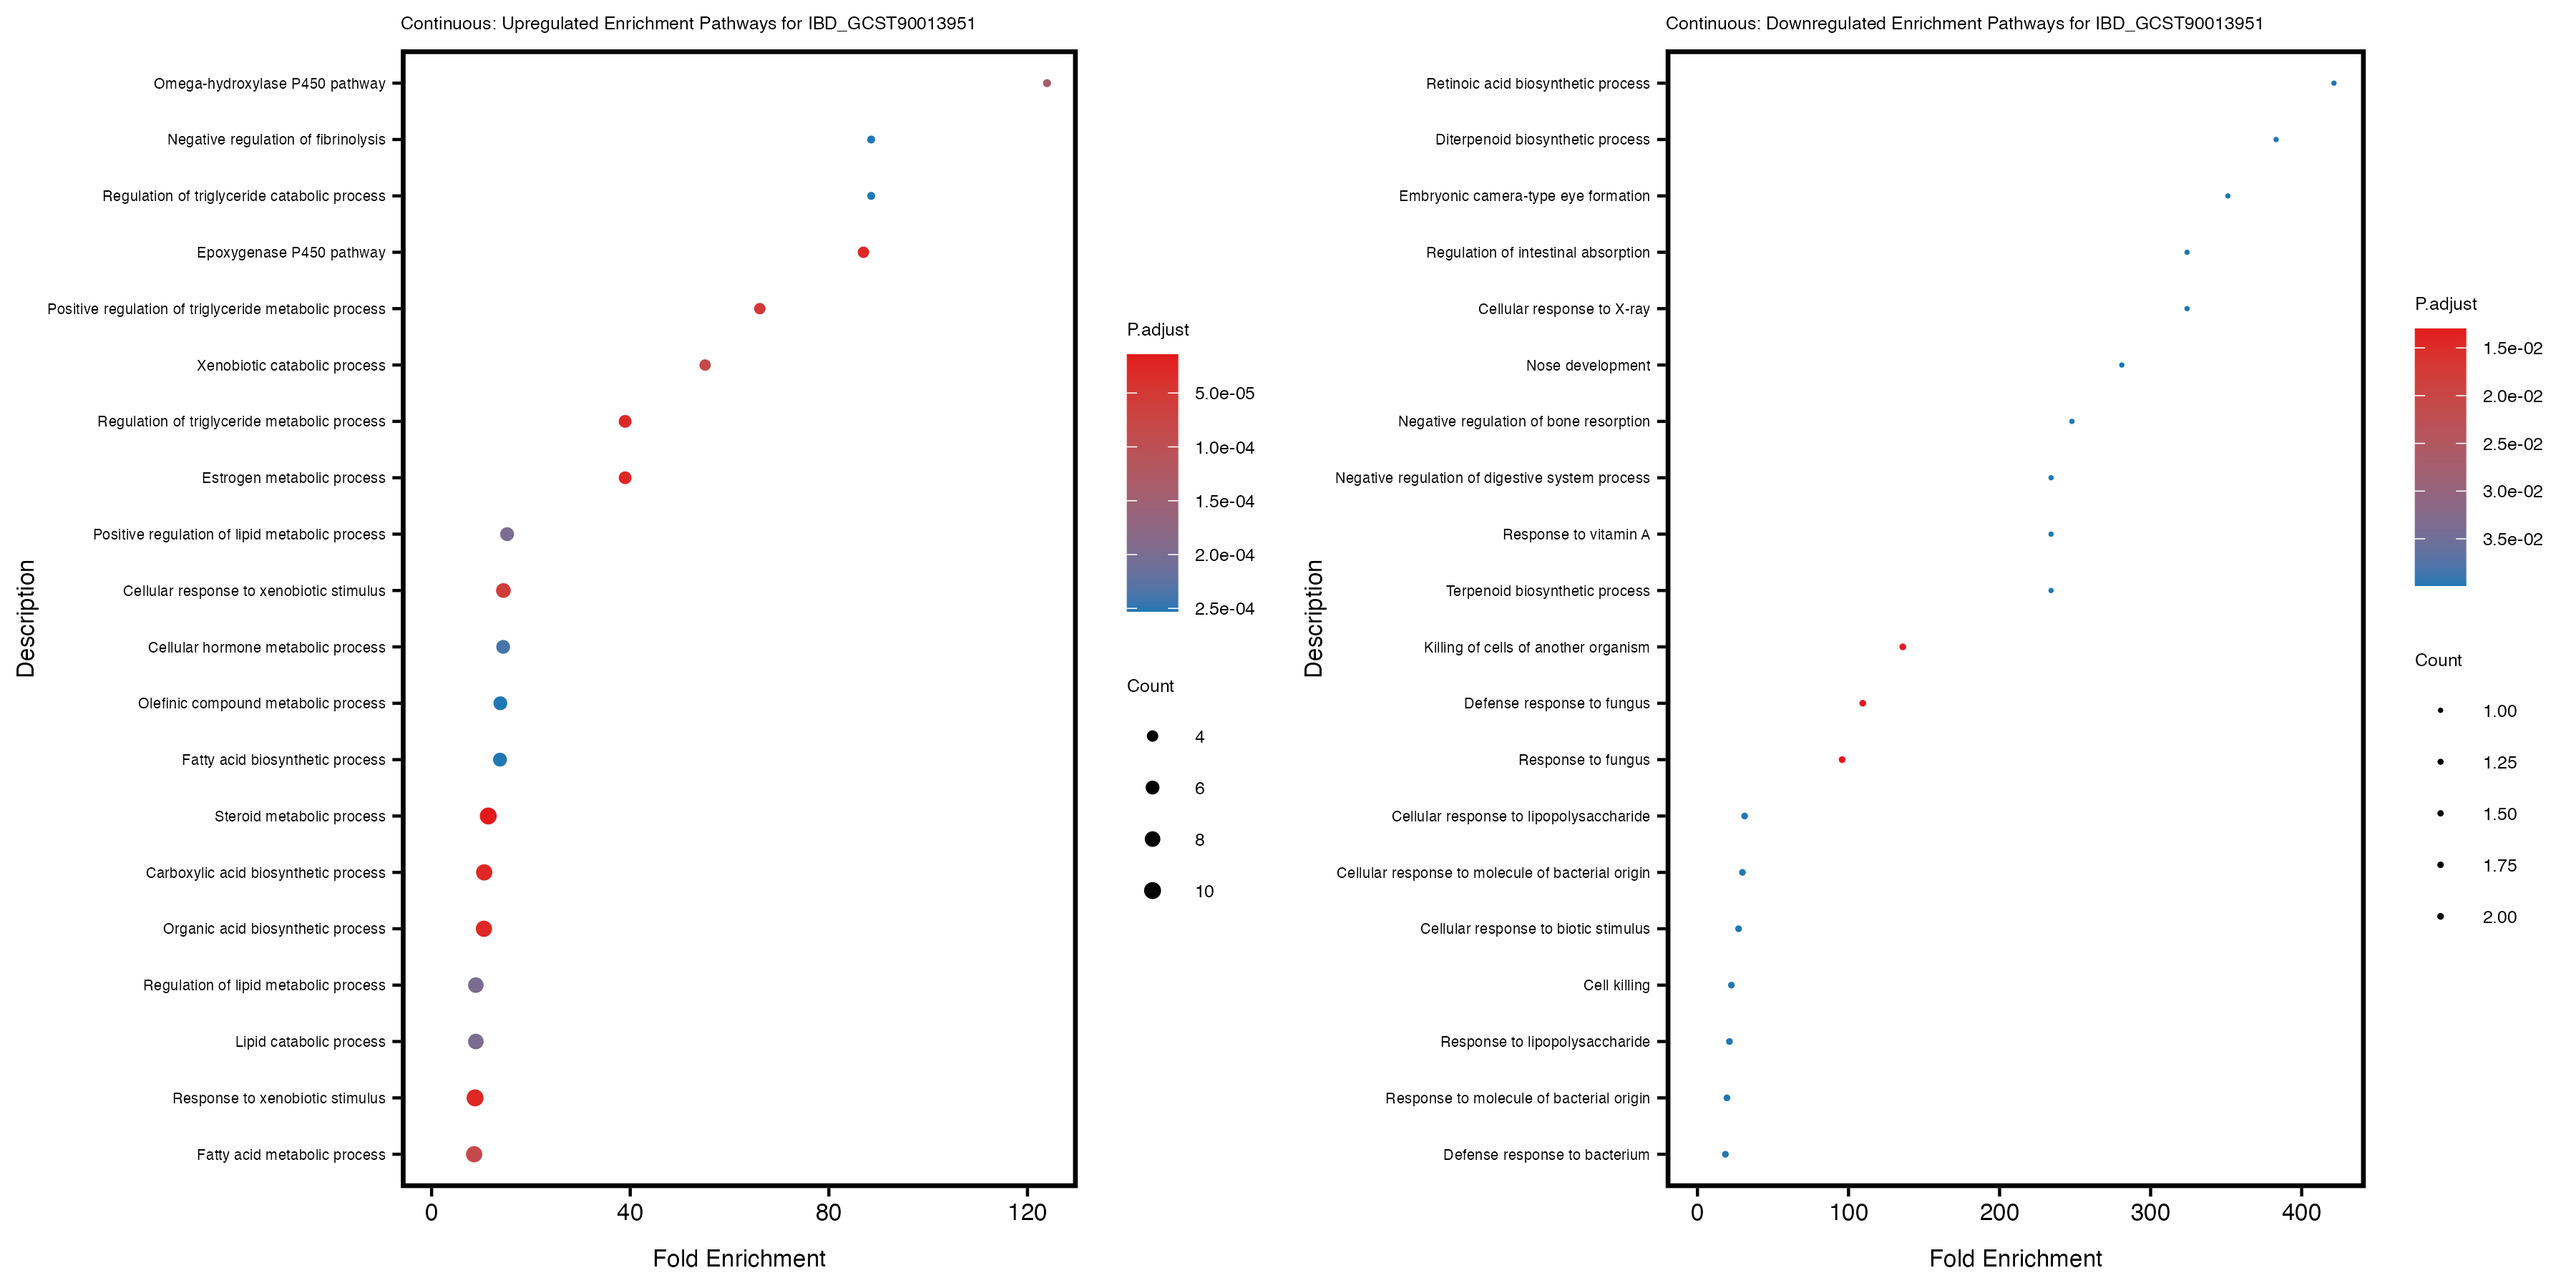 Continuous: Upregulated Enrichment Pathways for IBD_GCST90013951
Description
Omega-hydroxylase P450 pathway
Negative regulation of fibrinolysis
Regulation of triglyceride catabolic process
Epoxygenase P450 pathway
Positive regulation of triglyceride metabolic process
Xenobiotic catabolic process
Regulation of triglyceride metabolic process
Estrogen metabolic process
Positive regulation of lipid metabolic process
Cellular response to xenobiotic stimulus
Cellular hormone metabolic process
Olefinic compound metabolic process
Fatty acid biosynthetic process
Steroid metabolic process
Carboxylic acid biosynthetic process
Organic acid biosynthetic process
Regulation of lipid metabolic process
Lipid catabolic process
Response to xenobiotic stimulus
Fatty acid metabolic process
0 40 80 120
Fold Enrichment
P.adjust
5.0e-05
1.0e-04
1.5e-04
2.0e-04
2.5e-04
Count
4
6
8
10
Continuous: Downregulated Enrichment Pathways for IBD_GCST90013951
Description
Retinoic acid biosynthetic process
Diterpenoid biosynthetic process
Embryonic camera-type eye formation
Regulation of intestinal absorption
Cellular response to X-ray
Nose development
Negative regulation of bone resorption
Negative regulation of digestive system process
Response to vitamin A
Terpenoid biosynthetic process
Killing of cells of another organism
Defense response to fungus
Response to fungus
Cellular response to lipopolysaccharide
Cellular response to molecule of bacterial origin
Cellular response to biotic stimulus
Cell killing
Response to lipopolysaccharide
Response to molecule of bacterial origin
Defense response to bacterium
0 100 200 300 400
Fold Enrichment
P.adjust
1.5e-02
2.0e-02
2.5e-02
3.0e-02
3.5e-02
Count
1.00
1.25
1.50
1.75
2.00